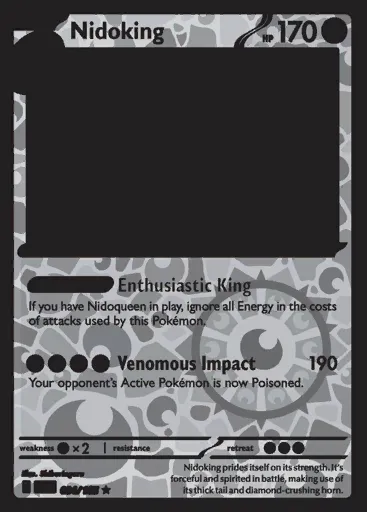 Nidoking HP 170
Enthusiastic King
If you have Nidoqueen in play, ignore all Energy in the costs
of attacks used by this Pokémon.
Venomous Impact 190
Your opponent's Active Pokémon is now Poisoned.
weakness ×2 resistance retreat
Nidoking prides itself on its strength. It's
forceful and spirited in battle, making use of
its thick tail and diamond-crushing horn.